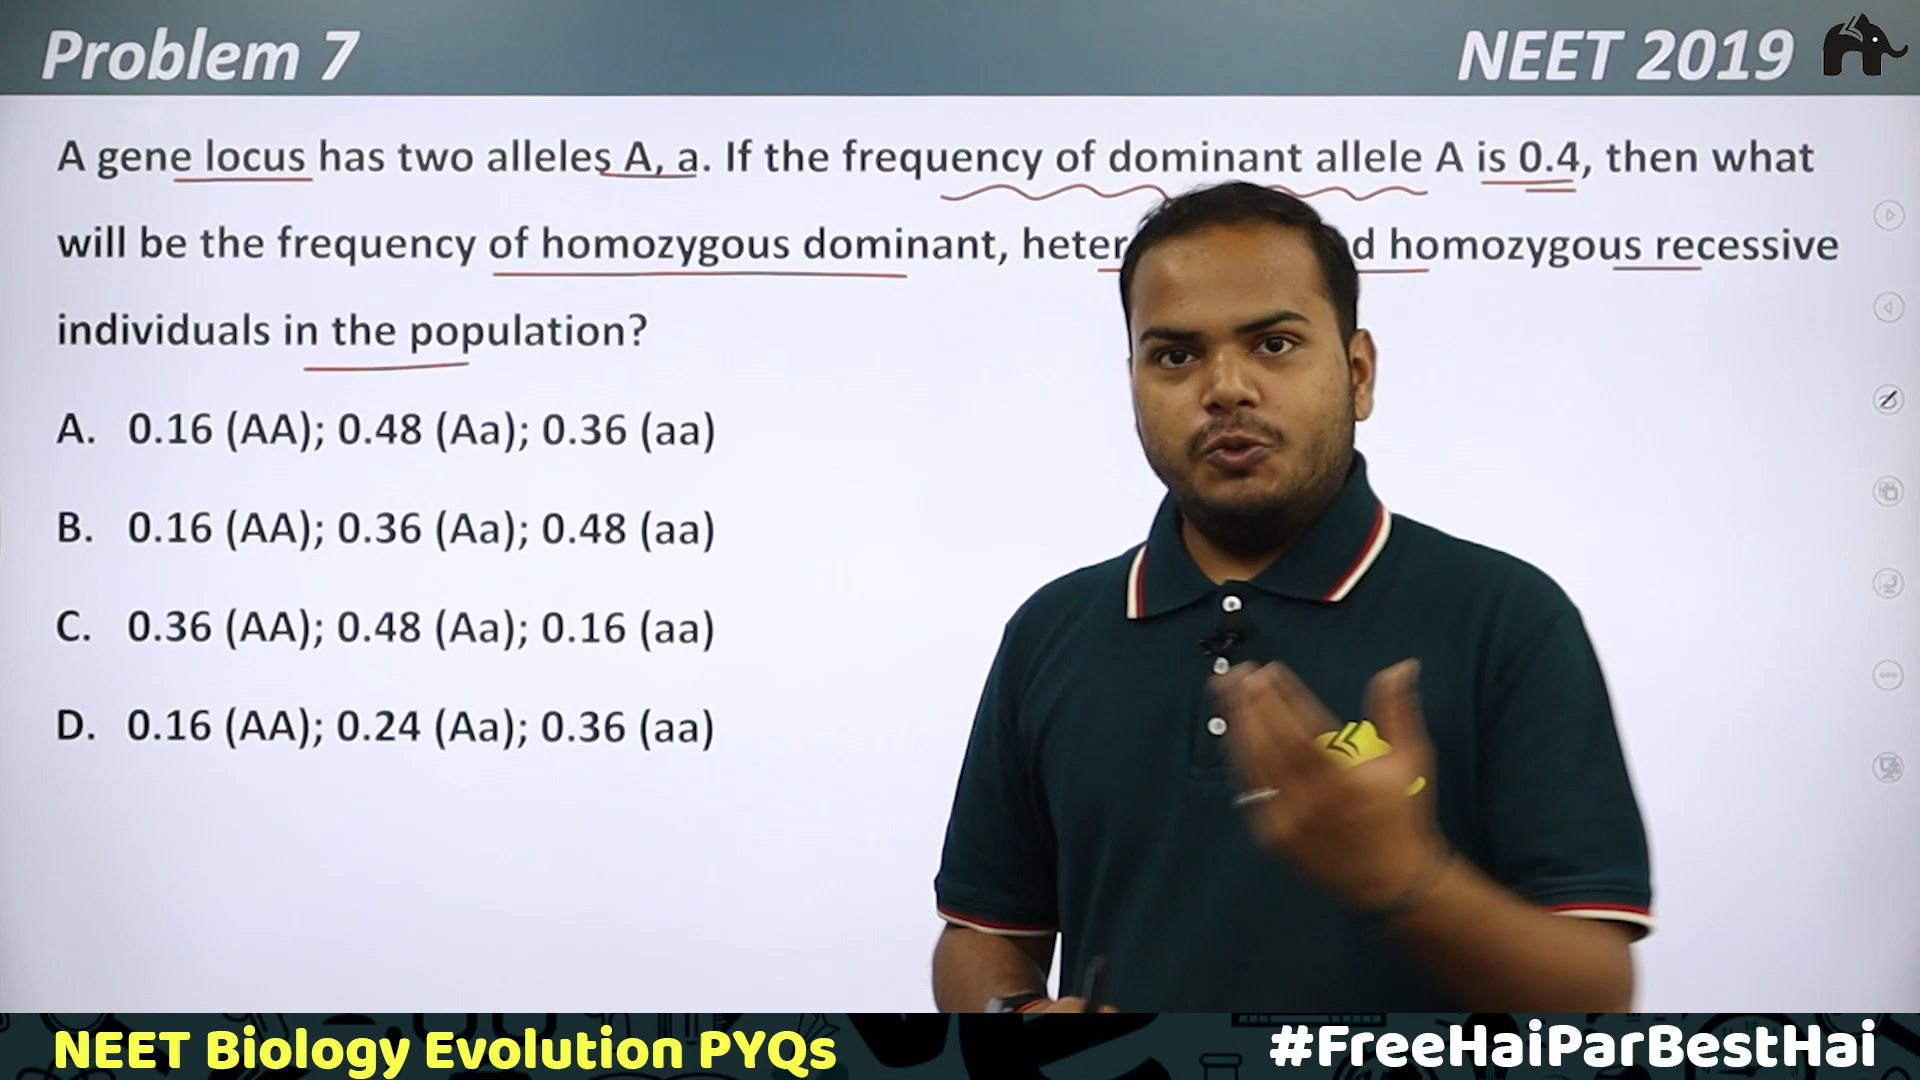 Problem 7
NEET 2019
A gene locus has two alleles A, a. If the frequency of dominant allele A is 0.4, then what
will be the frequency of homozygous dominant, heter d homozygous recessive
individuals in the population?
A. 0.16 (AA); 0.48 (Aa); 0.36 (aa)
B. 0.16 (AA); 0.36 (Aa); 0.48 (aa)
C. 0.36 (AA); 0.48 (Aa); 0.16 (aa)
D. 0.16 (AA); 0.24 (Aa); 0.36 (aa)
NEET Biology Evolution PYQs
#FreeHaiParBestHai